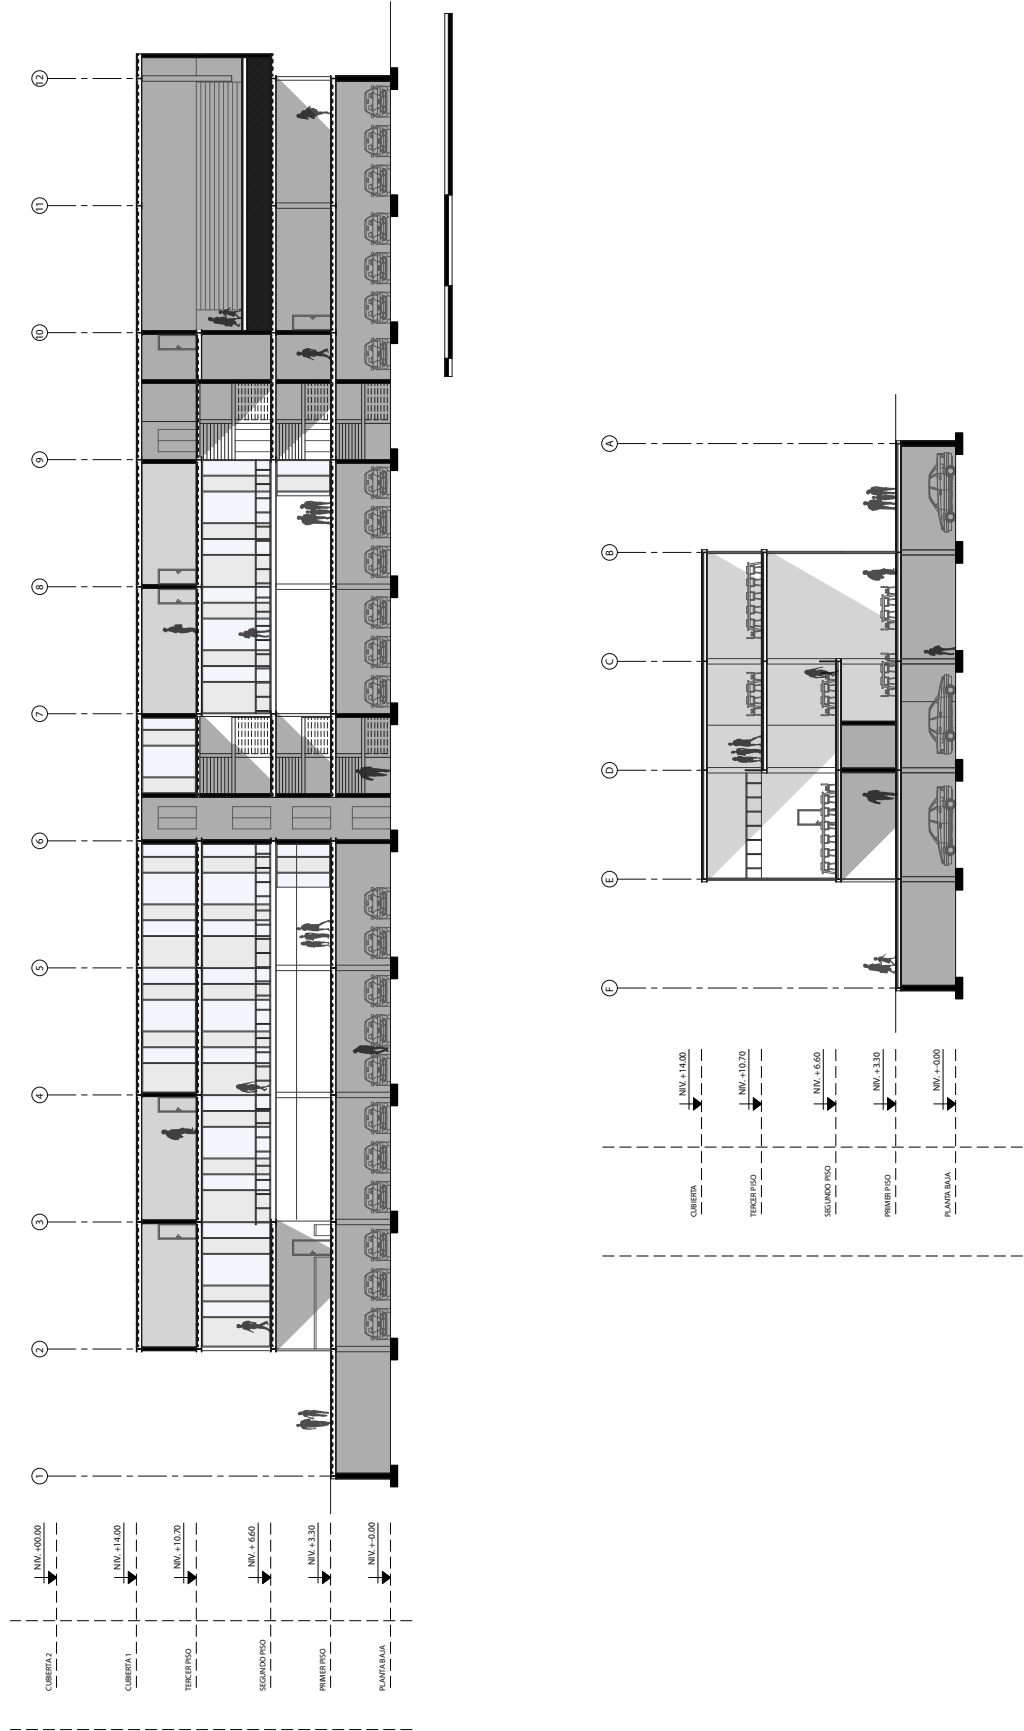 12
11
10
9
8
7
6
5
4
3
2
1
NIV. +00.00
NIV. +14.00
NIV. +10.70
NIV. + 6.60
NIV. +3.30
NIV. +-0.00
CUBIERTA 2
CUBIERTA 1
TERCER PISO
SEGUNDO PISO
PRIMER PISO
PLANTA BAJA
A
B
C
D
E
F
NIV. +14.00
NIV. +10.70
NIV. + 6.60
NIV. +3.30
NIV. +-0.00
CUBIERTA
TERCER PISO
SEGUNDO PISO
PRIMER PISO
PLANTA BAJA